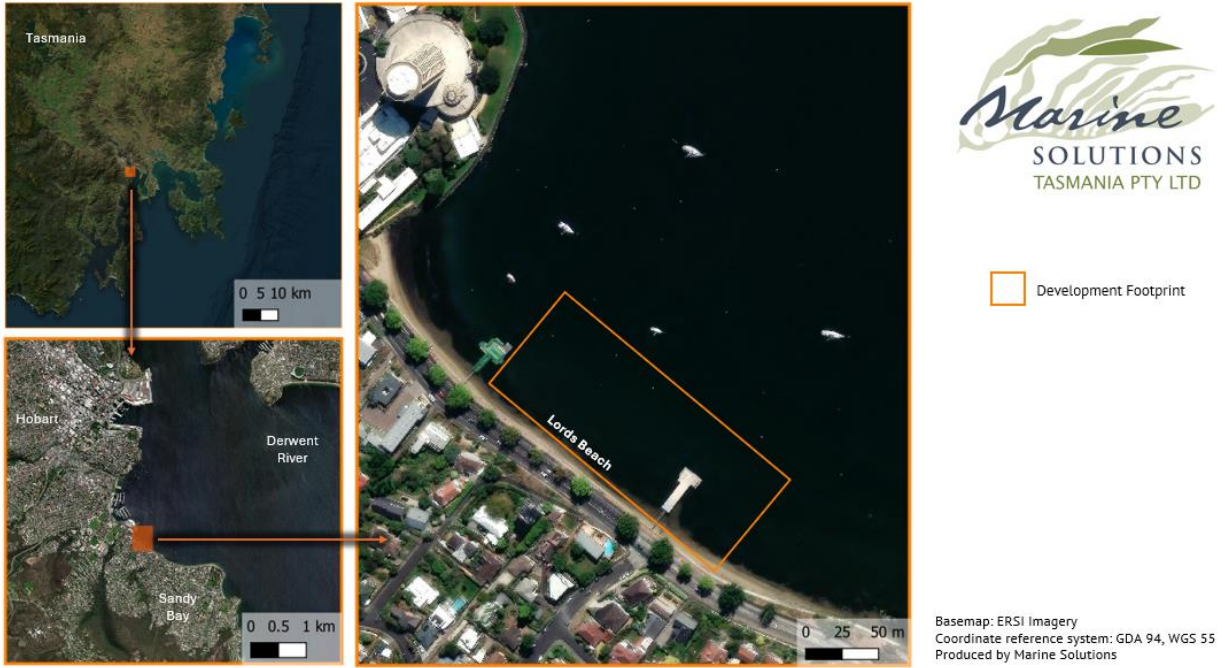 Tasmania
0 5 10 km
Hobart
Derwent
River
Sandy
Bay
0 0.5 1 km
Lords Beach
0 25 50 m
Marine
SOLUTIONS
TASMANIA PTY LTD
Development Footprint
Basemap: ERSI Imagery
Coordinate reference system: GDA 94, WGS 55
Produced by Marine Solutions